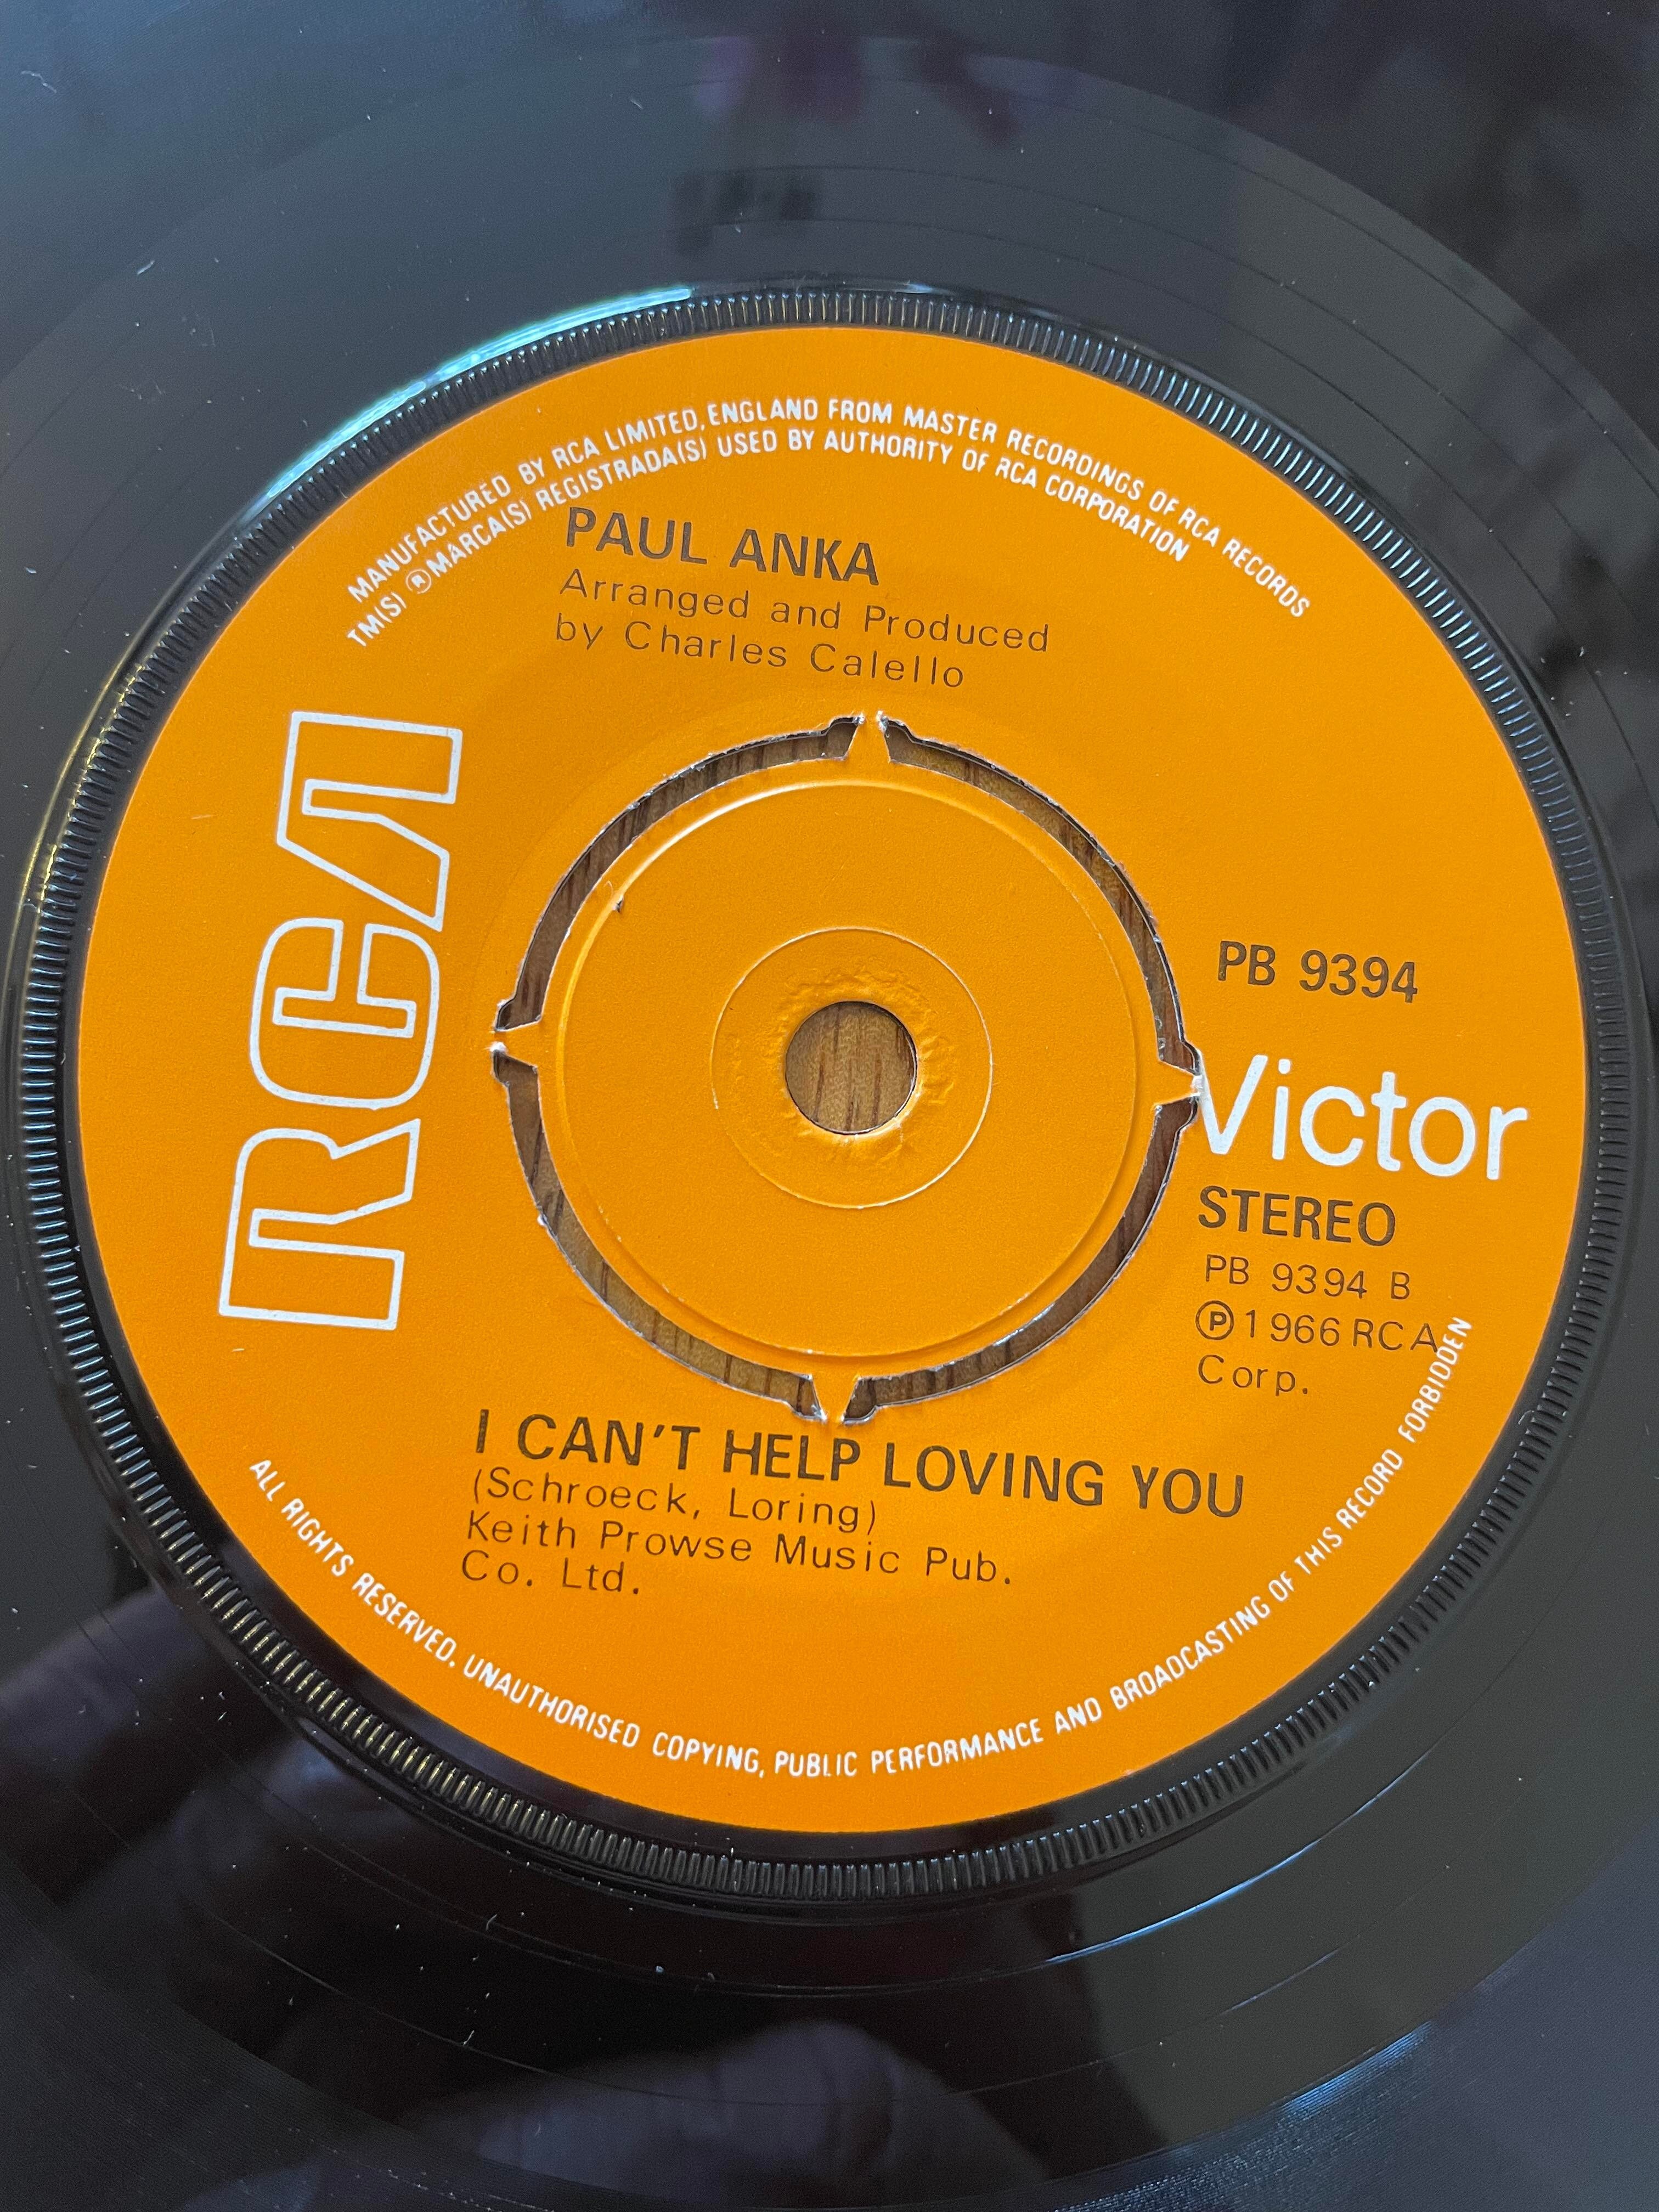 MANUFACTURED BY RCA LIMITED, ENGLAND FROM MASTER RECORDINGS OF RCA RECORDS
TM(S) ® MARCA(S) REGISTRADA(S) USED BY AUTHORITY OF RCA CORPORATION
PAUL ANKA
Arranged and Produced
by Charles Calello
RCA
PB 9394
Victor
STEREO
PB 9394 B
Ⓟ1966 RCA
Corp.
I CAN'T HELP LOVING YOU
(Schroeck, Loring)
Keith Prowse Music Pub.
Co. Ltd.
ALL RIGHTS RESERVED. UNAUTHORISED COPYING, PUBLIC PERFORMANCE AND BROADCASTING OF THIS RECORD FORBIDDEN